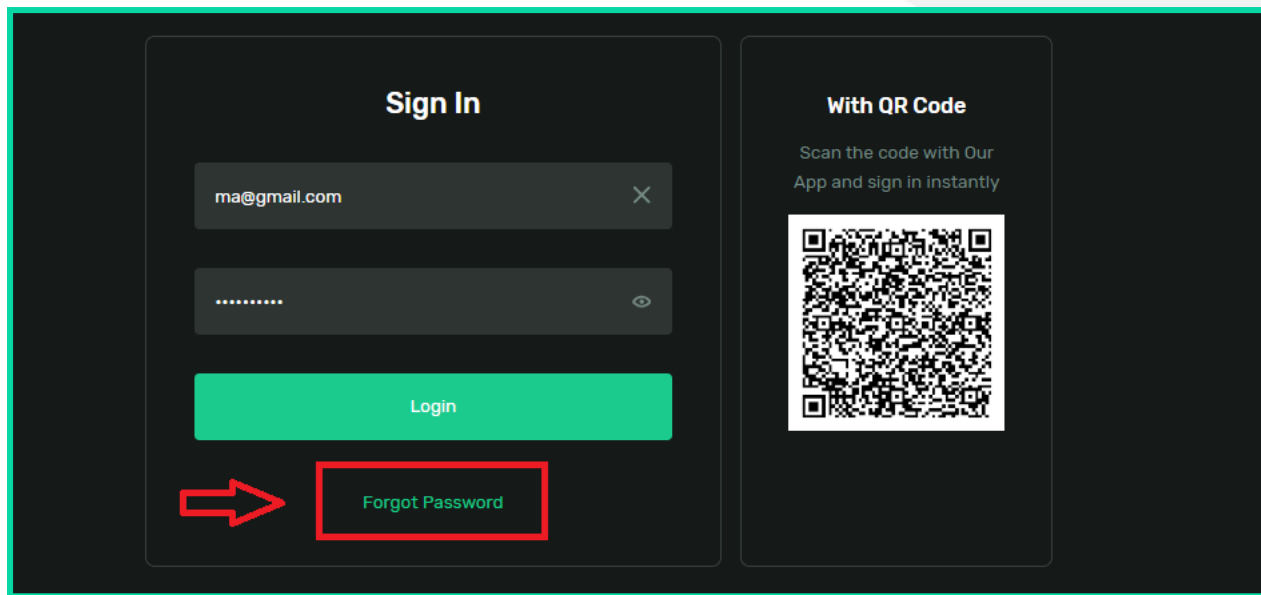 Sign In
ma@gmail.com
••••••••••
Login
Forgot Password
With QR Code
Scan the code with Our
App and sign in instantly